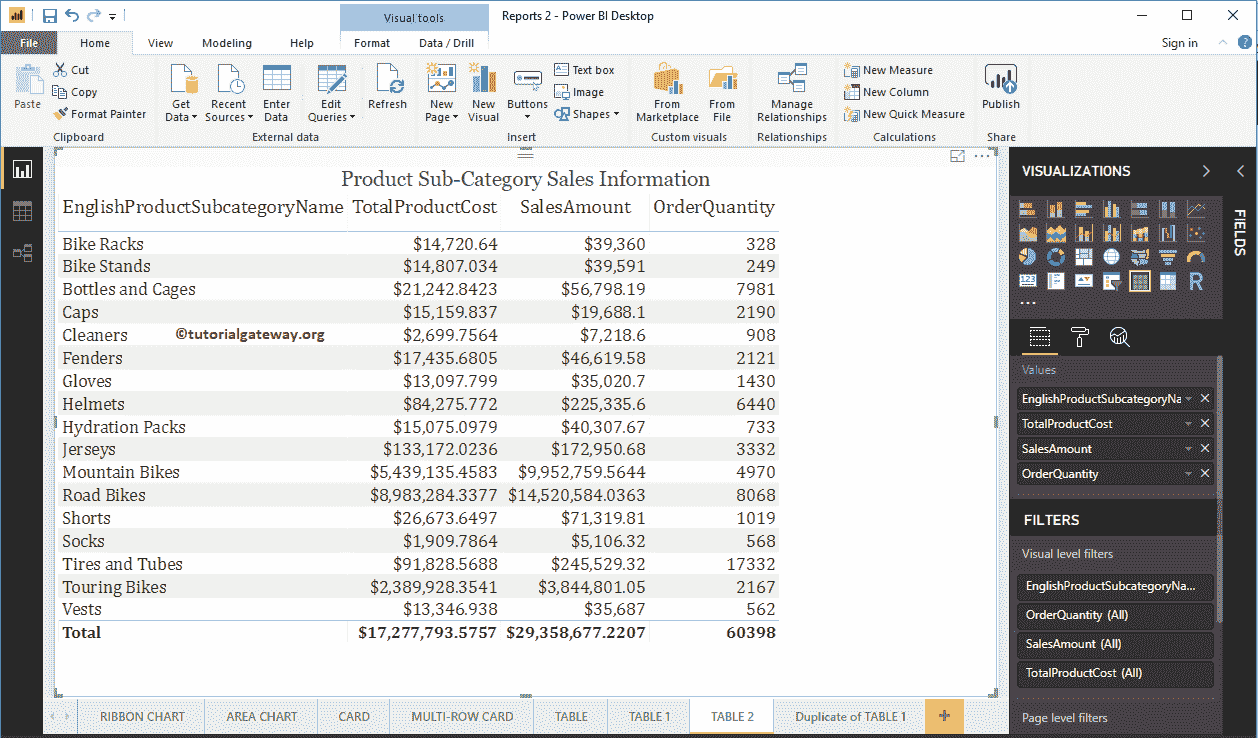 Visual tools
Reports 2 - Power BI Desktop
File Home View Modeling Help Format Data / Drill Sign in
Paste
Cut
Copy
Format Painter
Clipboard
Get Data
Recent Sources
Enter Data
Edit Queries
External data
Refresh
New Page
New Visual
Buttons
Text box
Image
Shapes
Insert
From Marketplace
From File
Custom visuals
Manage Relationships
Relationships
New Measure
New Column
New Quick Measure
Calculations
Publish
Share
Product Sub-Category Sales Information
EnglishProductSubcategoryName TotalProductCost SalesAmount OrderQuantity
Bike Racks $14,720.64 $39,360 328
Bike Stands $14,807.034 $39,591 249
Bottles and Cages $21,242.8423 $56,798.19 7981
Caps $15,159.837 $19,688.1 2190
Cleaners $2,699.7564 $7,218.6 908
©tutorialgateway.org
Fenders $17,435.6805 $46,619.58 2121
Gloves $13,097.799 $35,020.7 1430
Helmets $84,275.772 $225,335.6 6440
Hydration Packs $15,075.0979 $40,307.67 733
Jerseys $133,172.0236 $172,950.68 3332
Mountain Bikes $5,439,135.4583 $9,952,759.5644 4970
Road Bikes $8,983,284.3377 $14,520,584.0363 8068
Shorts $26,673.6497 $71,319.81 1019
Socks $1,909.7864 $5,106.32 568
Tires and Tubes $91,828.5688 $245,529.32 17332
Touring Bikes $2,389,928.3541 $3,844,801.05 2167
Vests $13,346.938 $35,687 562
Total $17,277,793.5757 $29,358,677.2207 60398
VISUALIZATIONS
FIELDS
123
R
Values
EnglishProductSubcategoryNa
TotalProductCost
SalesAmount
OrderQuantity
FILTERS
Visual level filters
EnglishProductSubcategoryNa...
OrderQuantity (All)
SalesAmount (All)
TotalProductCost (All)
Page level filters
RIBBON CHART AREA CHART CARD MULTI-ROW CARD TABLE TABLE 1 TABLE 2 Duplicate of TABLE 1 +